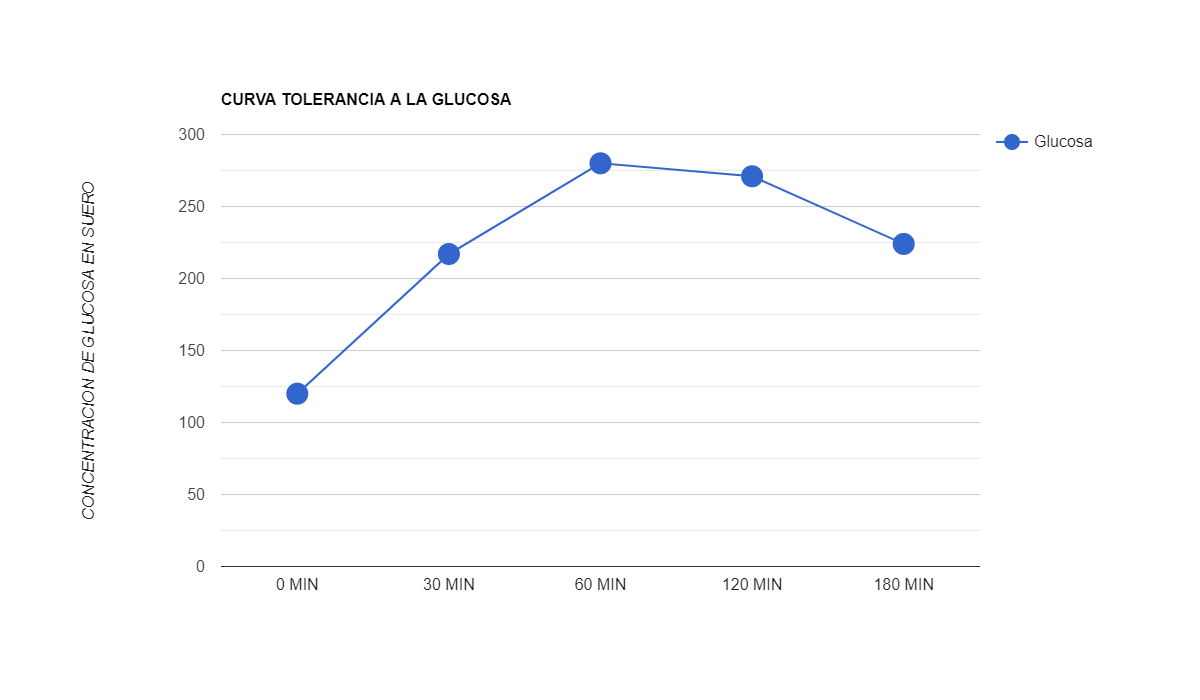 CURVA TOLERANCIA A LA GLUCOSA
Glucosa
CONCENTRACION DE GLUCOSA EN SUERO
300
250
200
150
100
50
0
0 MIN
30 MIN
60 MIN
120 MIN
180 MIN